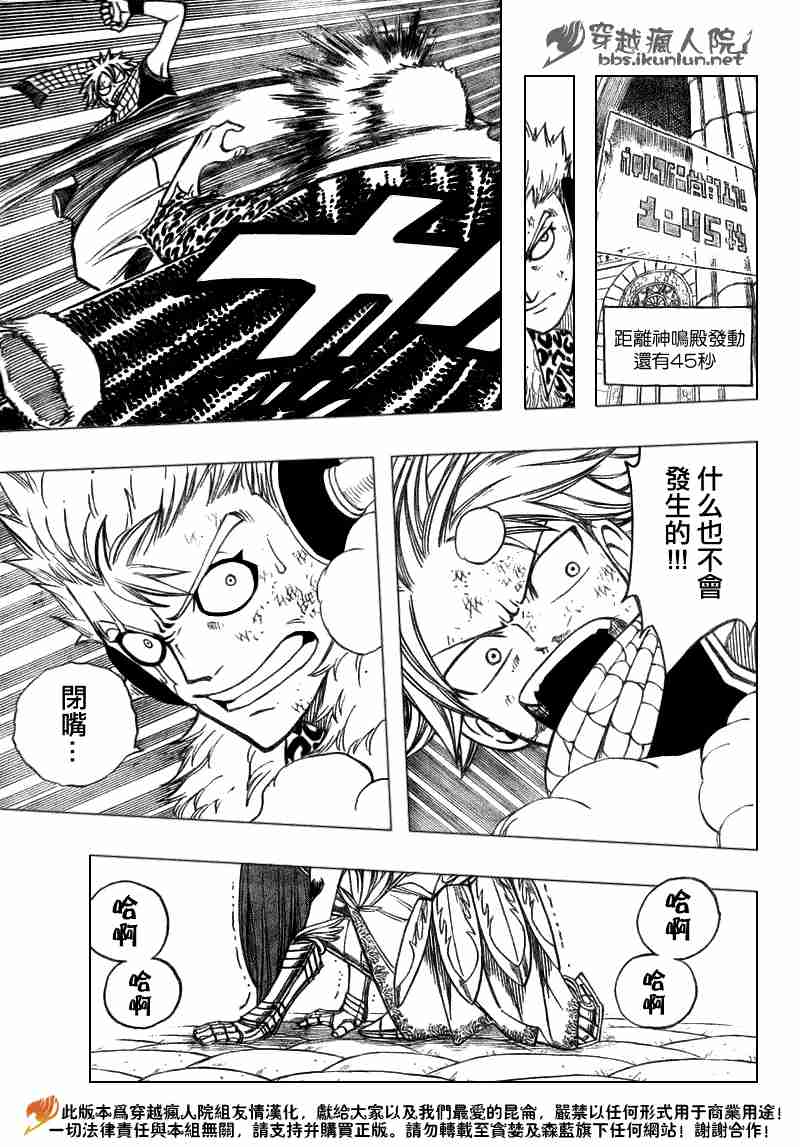 穿越瘋人院
bbs.ikunlun.net
1:45
距離神鳴殿發動
還有45秒
什么也不會
發生的!!!
閉
嘴…
哈啊
哈啊
哈啊
哈啊
此版本爲穿越瘋人院組友情漢化，獻給大家以及我們最愛的昆侖，嚴禁以任何形式用于商業用途！
一切法律責任與本組無關，請支持并購買正版。請勿轉載至貪婪及森藍旗下任何網站！謝謝合作！